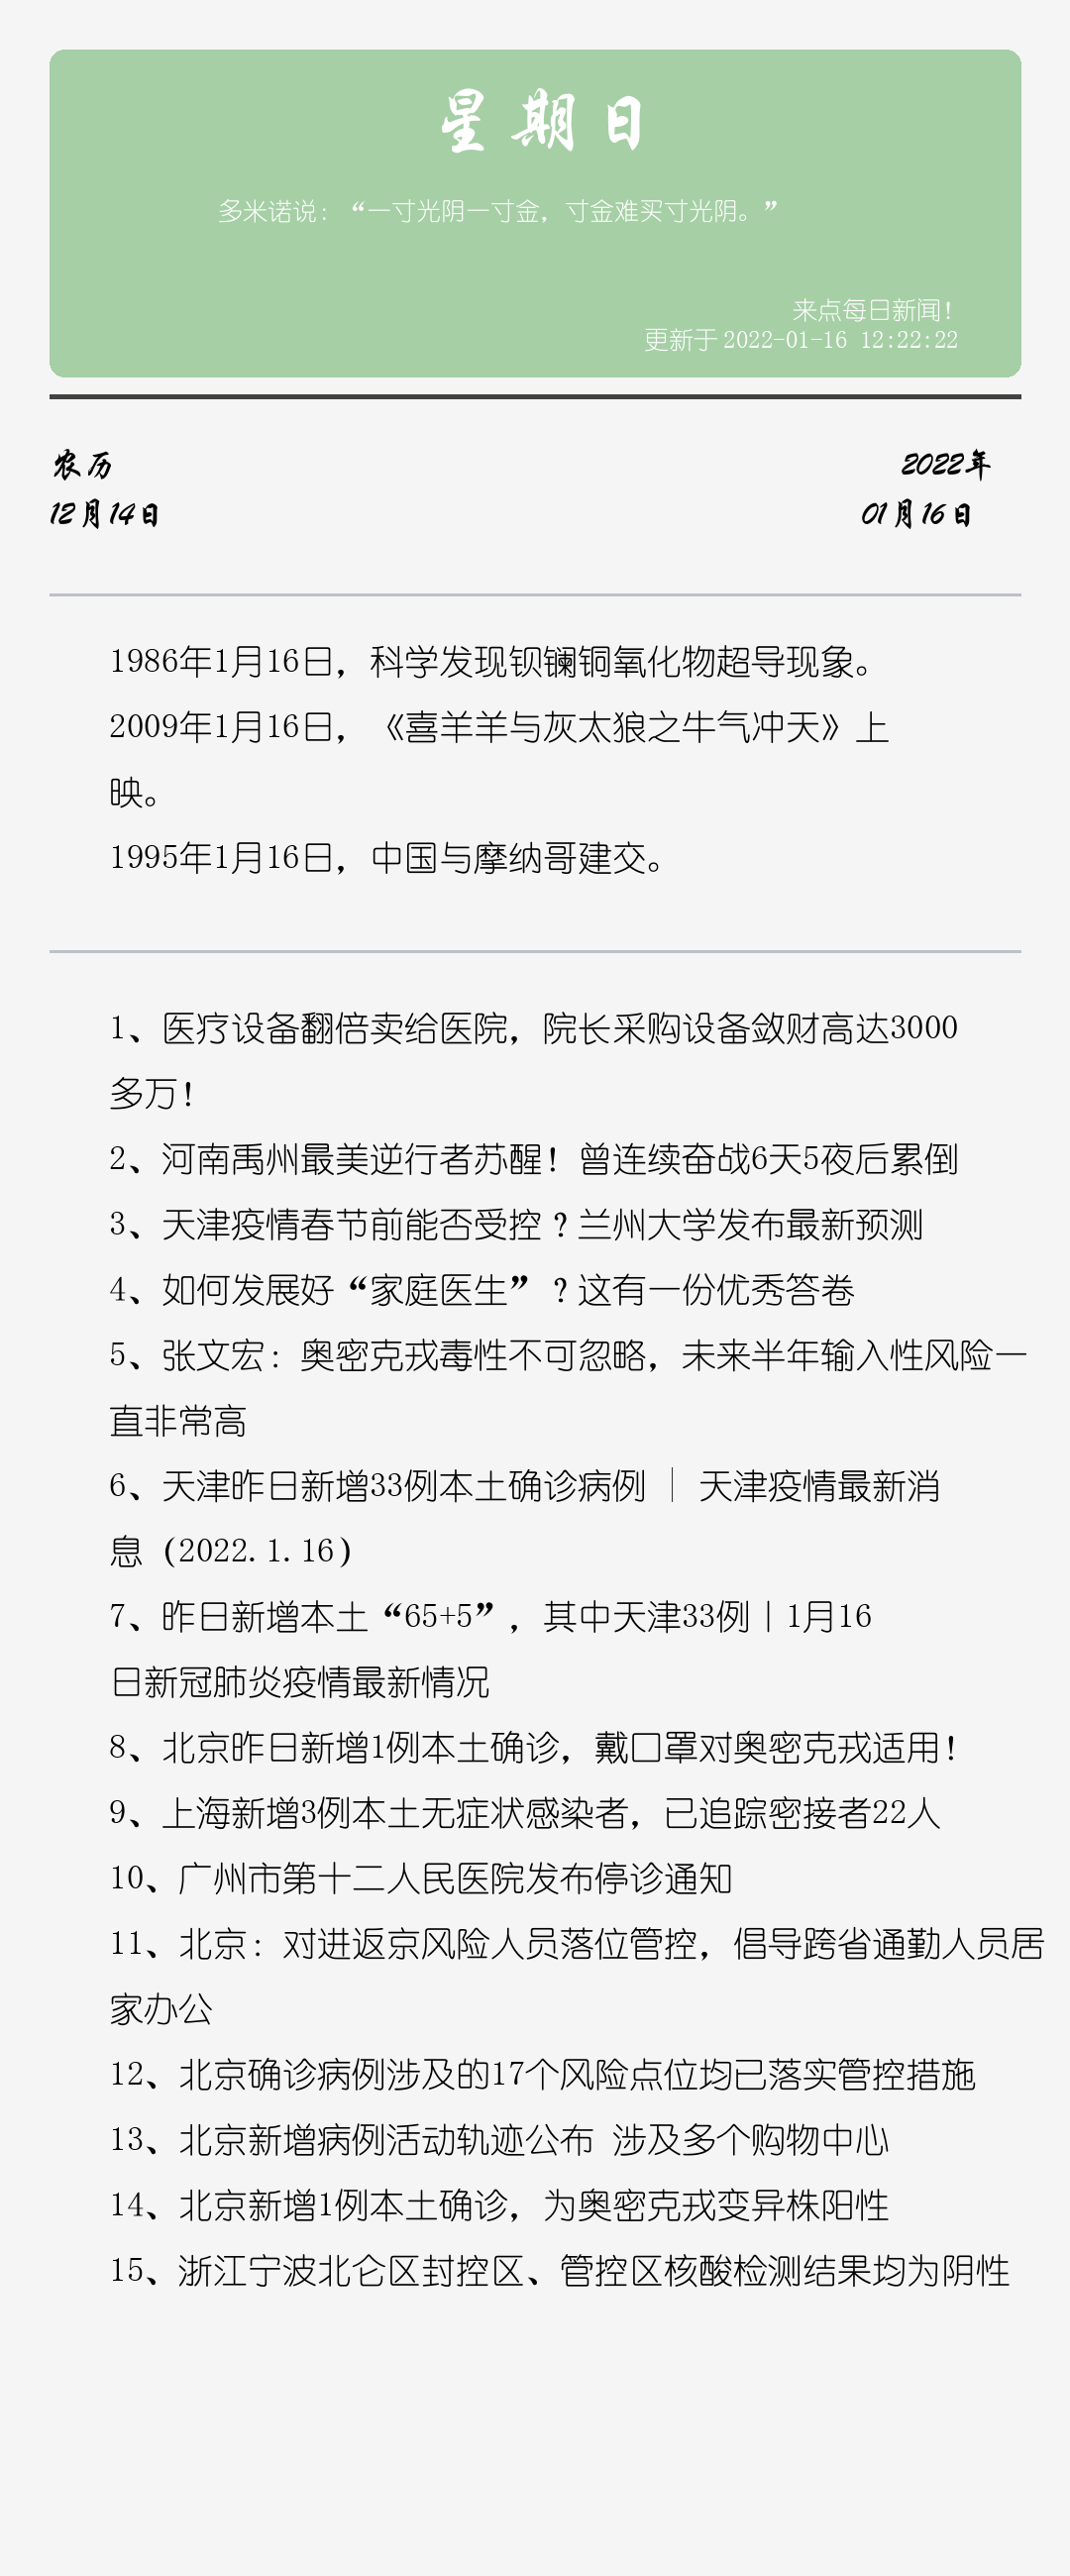 星期日
多米诺说：“一寸光阴一寸金，寸金难买寸光阴。”
来点每日新闻！
更新于 2022-01-16 12:22:22
农历
2022年
12月14日
01月16日
1986年1月16日，科学发现钡镧铜氧化物超导现象。
2009年1月16日，《喜羊羊与灰太狼之牛气冲天》上
映。
1995年1月16日，中国与摩纳哥建交。
1、医疗设备翻倍卖给医院，院长采购设备敛财高达3000
多万！
2、河南禹州最美逆行者苏醒！曾连续奋战6天5夜后累倒
3、天津疫情春节前能否受控？兰州大学发布最新预测
4、如何发展好“家庭医生”？这有一份优秀答卷
5、张文宏：奥密克戎毒性不可忽略，未来半年输入性风险一
直非常高
6、天津昨日新增33例本土确诊病例 │ 天津疫情最新消
息（2022.1.16）
7、昨日新增本土“65+5”，其中天津33例丨1月16
日新冠肺炎疫情最新情况
8、北京昨日新增1例本土确诊，戴口罩对奥密克戎适用！
9、上海新增3例本土无症状感染者，已追踪密接者22人
10、广州市第十二人民医院发布停诊通知
11、北京：对进返京风险人员落位管控，倡导跨省通勤人员居
家办公
12、北京确诊病例涉及的17个风险点位均已落实管控措施
13、北京新增病例活动轨迹公布 涉及多个购物中心
14、北京新增1例本土确诊，为奥密克戎变异株阳性
15、浙江宁波北仑区封控区、管控区核酸检测结果均为阴性